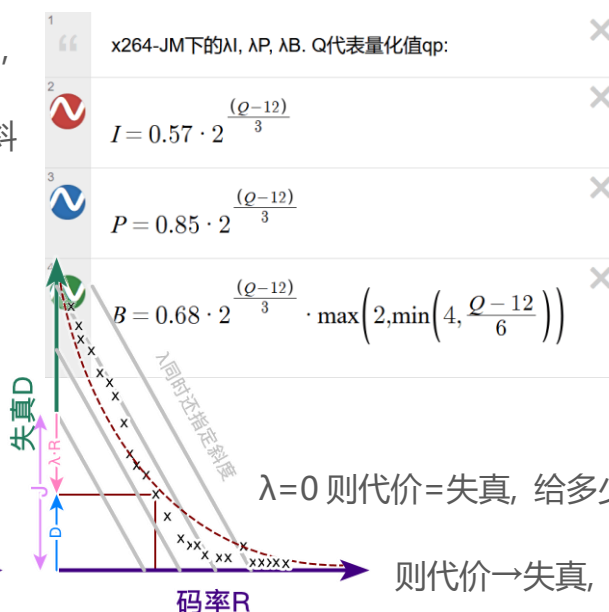 1
x264-JM下的λI, λP, λB. Q代表量化值qp:
，
2
I = 0.57 · 2^((Q−12)/3)
料
3
P = 0.85 · 2^((Q−12)/3)
B = 0.68 · 2^((Q−12)/3) · max(2,min(4, (Q−12)/6))
λ同时还指定斜度
失真D
λ·R
J
D
λ=0 则代价=失真, 给多少
则代价→失真,
码率R